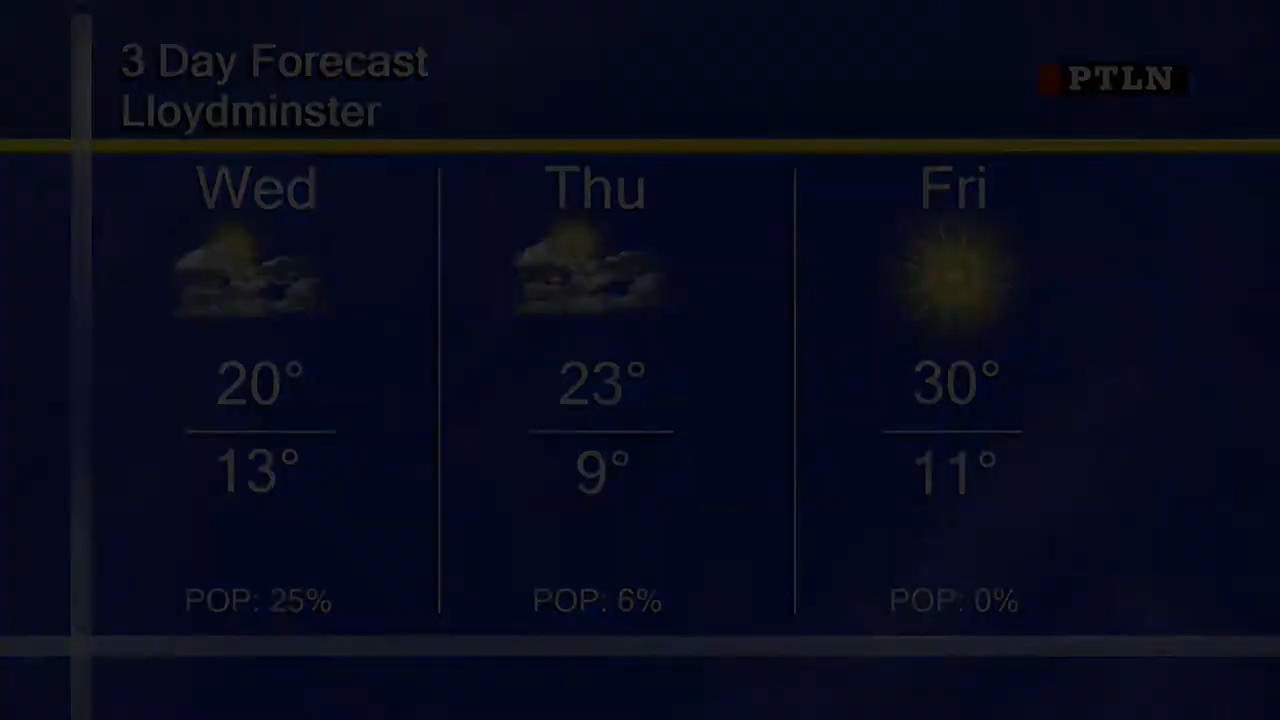 3 Day Forecast
Lloydminster
PTLN
Wed Thu Fri
20° 23° 30°
13° 9° 11°
POP: 25% POP: 6% POP: 0%